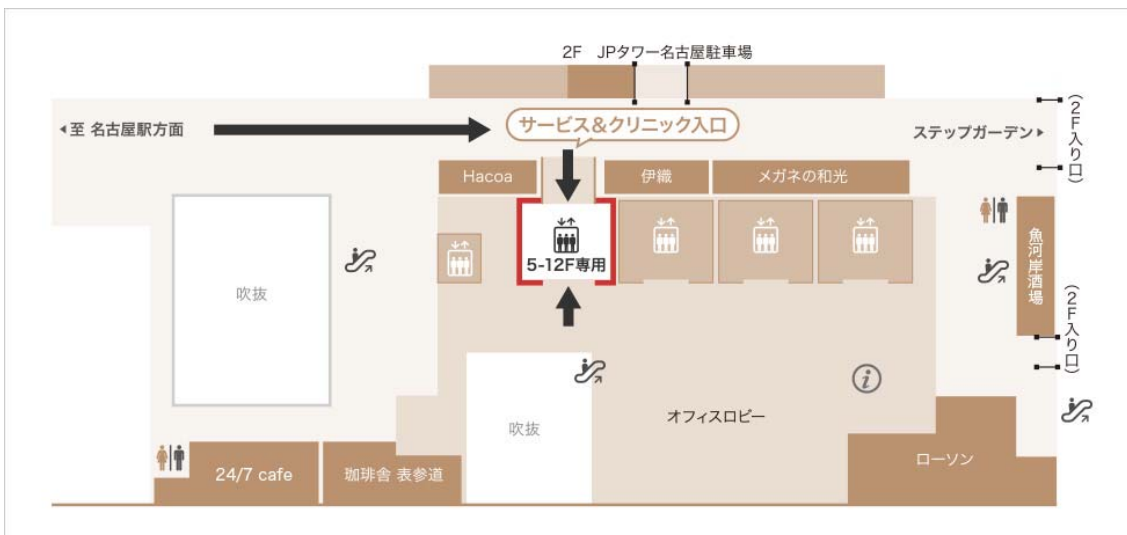 2F JPタワー名古屋駐車場
◂至 名古屋駅方面
サービス&クリニック入口
ステップガーデン▸
(2F入り口)
Hacoa
伊織
メガネの和光
5-12F専用
魚河岸酒場
吹抜
(2F入り口)
吹抜
オフィスロビー
24/7 cafe
珈琲舎 表参道
ローソン